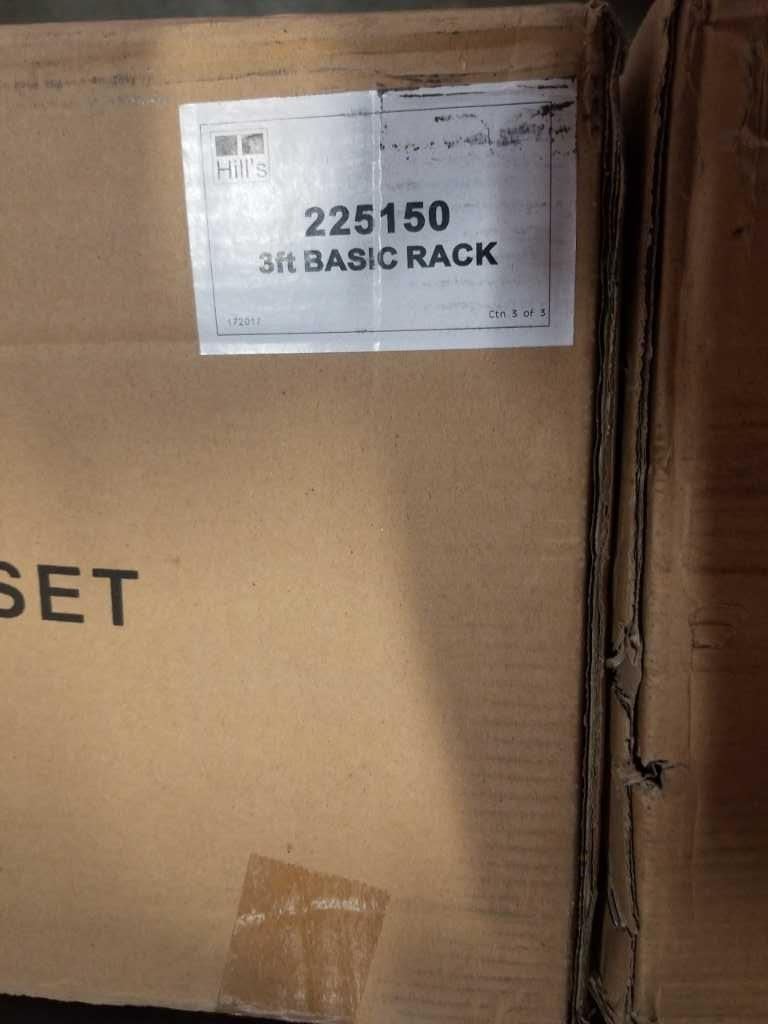 Hill's
225150
3ft BASIC RACK
172017
Ctn 3 of 3
SET